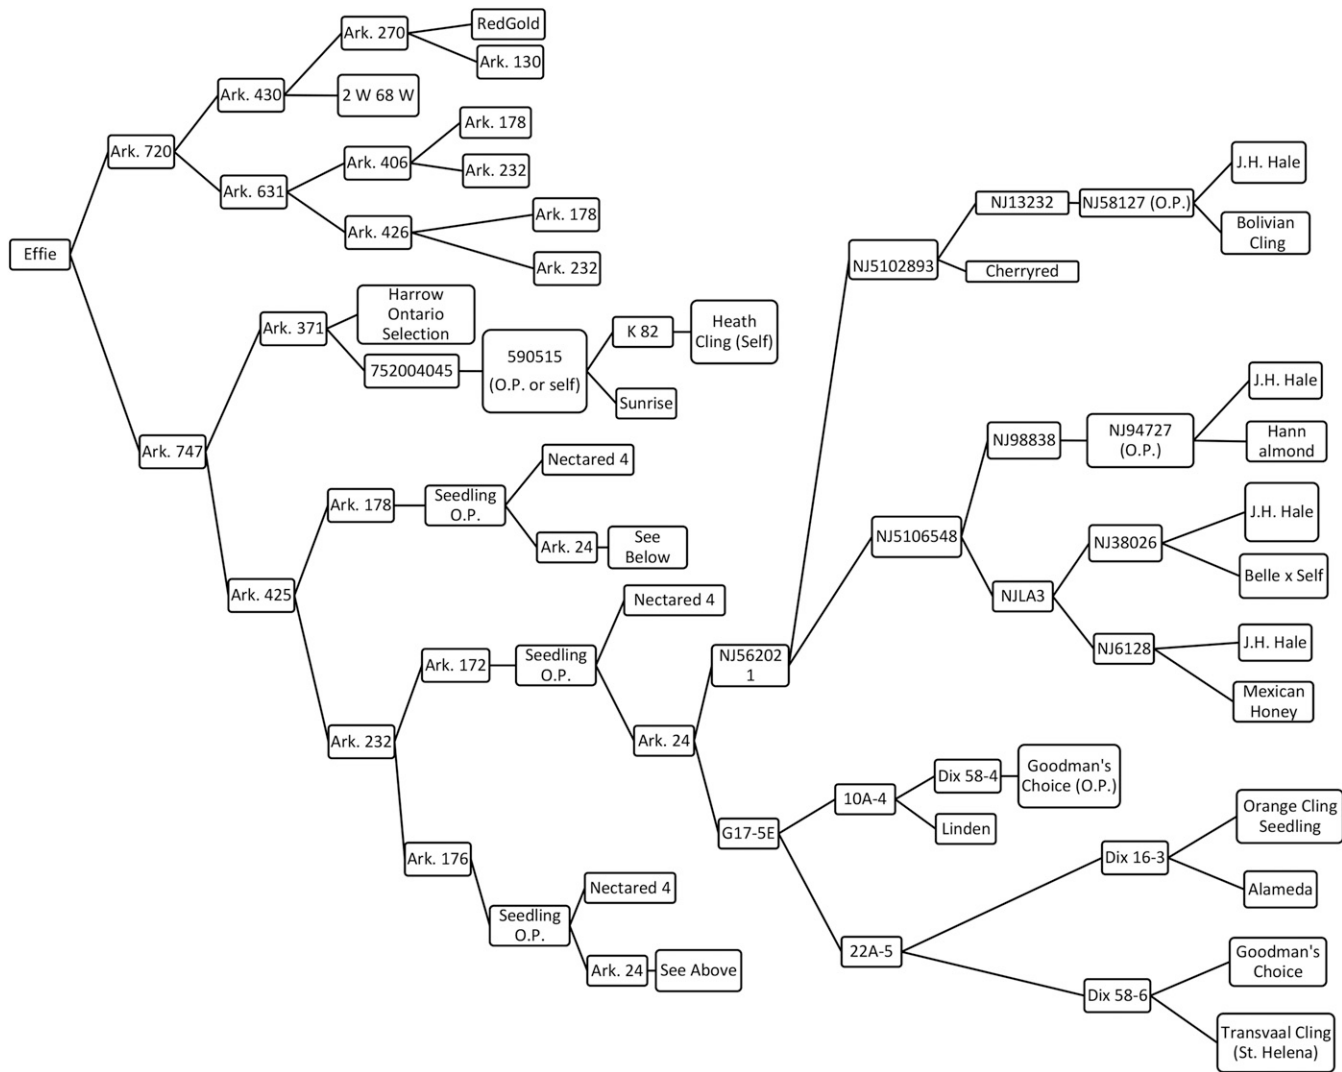 RedGold
Ark. 270
Ark. 130
Ark. 430
2 W 68 W
Ark. 178
Ark. 720
Ark. 406
Ark. 232
Ark. 631
Ark. 178
Ark. 426
Ark. 232
Effie
Harrow
Ontario
Selection
Ark. 371
752004045
590515
(O.P. or self)
K 82
Heath
Cling (Self)
Sunrise
Ark. 747
Nectared 4
Ark. 178
Seedling
O.P.
Ark. 24
See
Below
Ark. 425
Nectared 4
Ark. 172
Seedling
O.P.
Ark. 232
Ark. 24
Ark. 176
Nectared 4
Seedling
O.P.
Ark. 24
See Above
NJ56202
1
NJ5102893
NJ13232
NJ58127 (O.P.)
J.H. Hale
Bolivian
Cling
Cherryred
NJ5106548
NJ98838
NJ94727
(O.P.)
J.H. Hale
Hann
almond
NJLA3
NJ38026
J.H. Hale
Belle x Self
NJ6128
J.H. Hale
Mexican
Honey
G17-5E
10A-4
Dix 58-4
Goodman's
Choice (O.P.)
Linden
22A-5
Dix 16-3
Orange Cling
Seedling
Alameda
Dix 58-6
Goodman's
Choice
Transvaal Cling
(St. Helena)